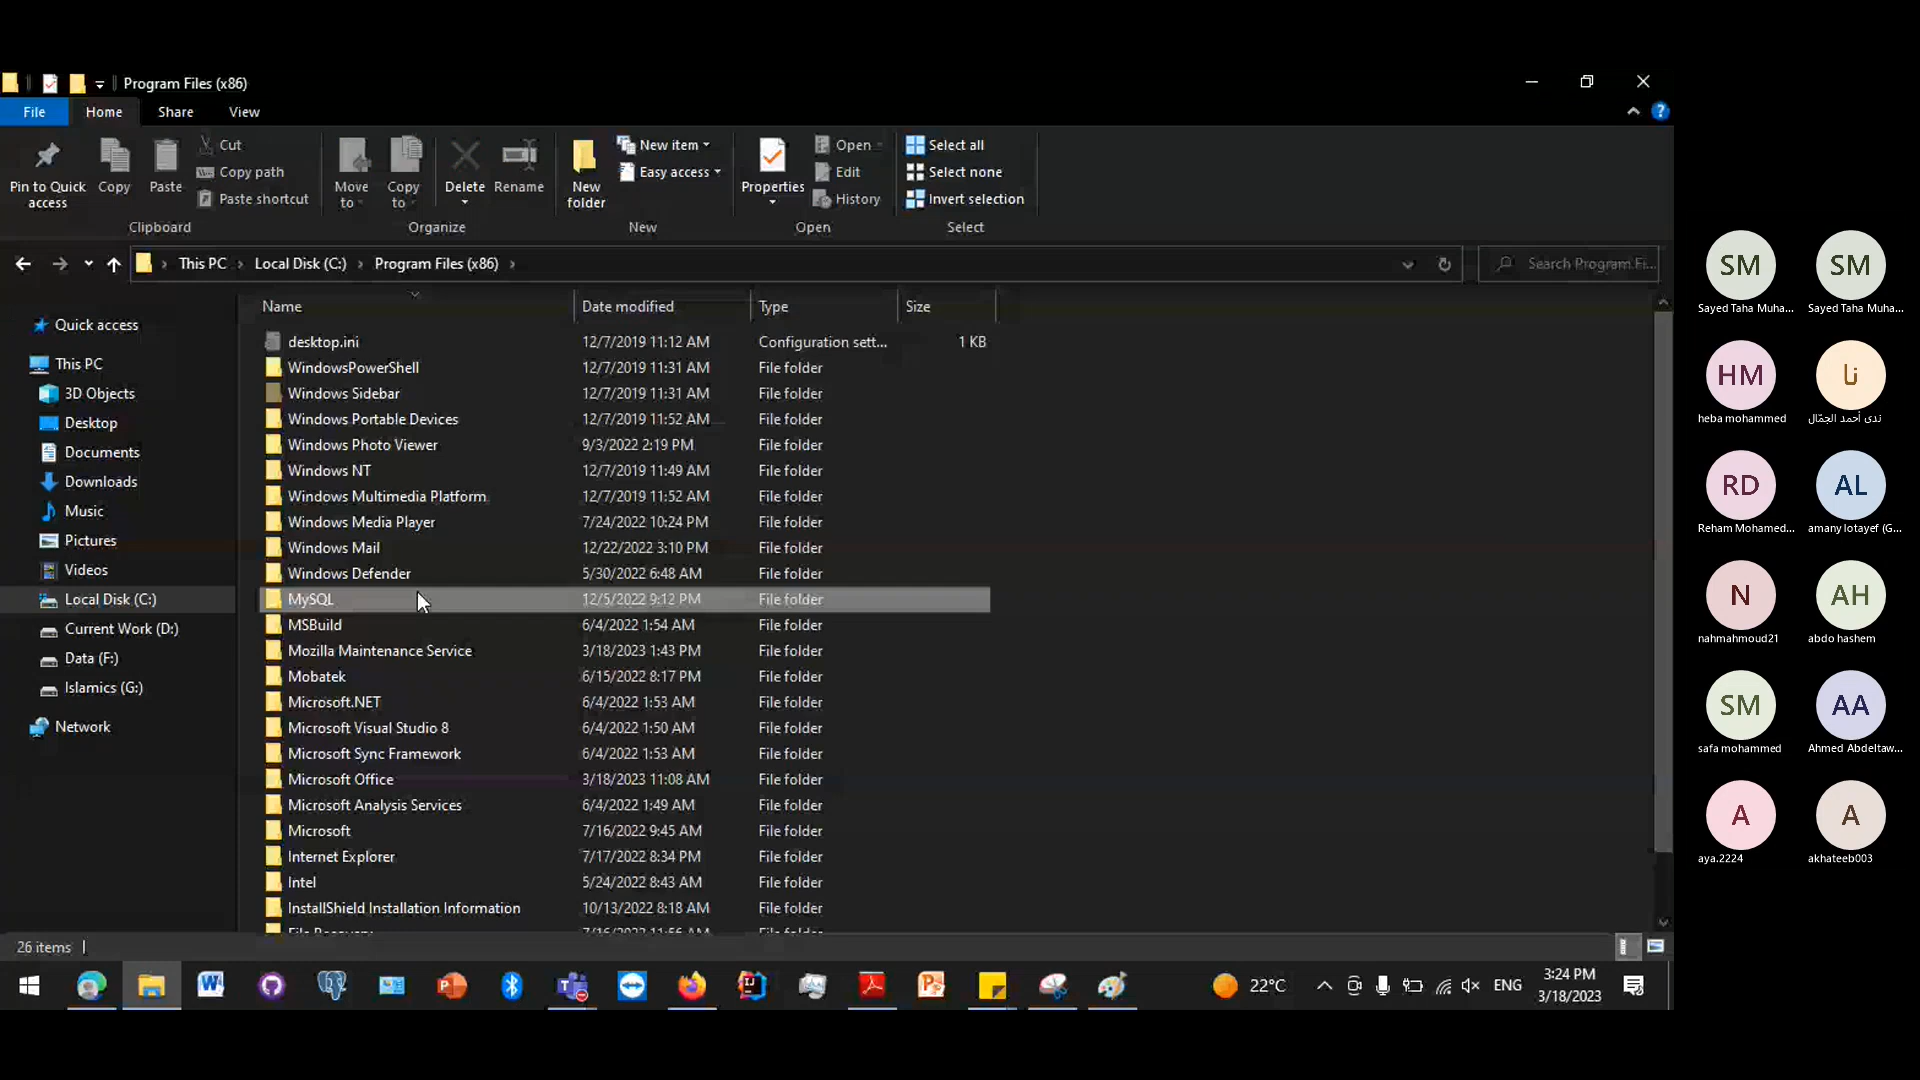 Program Files (x86)
File Home Share View
Pin to Quick access
Copy
Paste
Cut
Copy path
Paste shortcut
Clipboard
Move to
Copy to
Delete
Rename
Organize
New folder
New item
Easy access
New
Properties
Open
Edit
History
Open
Select all
Select none
Invert selection
Select
This PC Local Disk (C:) Program Files (x86)
Search Program Fi...
Quick access
This PC
3D Objects
Desktop
Documents
Downloads
Music
Pictures
Videos
Local Disk (C:)
Current Work (D:)
Data (F:)
Islamics (G:)
Network
Name Date modified Type Size
desktop.ini 12/7/2019 11:12 AM Configuration sett... 1 KB
WindowsPowerShell 12/7/2019 11:31 AM File folder
Windows Sidebar 12/7/2019 11:31 AM File folder
Windows Portable Devices 12/7/2019 11:52 AM File folder
Windows Photo Viewer 9/3/2022 2:19 PM File folder
Windows NT 12/7/2019 11:49 AM File folder
Windows Multimedia Platform 12/7/2019 11:52 AM File folder
Windows Media Player 7/24/2022 10:24 PM File folder
Windows Mail 12/22/2022 3:10 PM File folder
Windows Defender 5/30/2022 6:48 AM File folder
MySQL 12/5/2022 9:12 PM File folder
MSBuild 6/4/2022 1:54 AM File folder
Mozilla Maintenance Service 3/18/2023 1:43 PM File folder
Mobatek 6/15/2022 8:17 PM File folder
Microsoft.NET 6/4/2022 1:53 AM File folder
Microsoft Visual Studio 8 6/4/2022 1:50 AM File folder
Microsoft Sync Framework 6/4/2022 1:53 AM File folder
Microsoft Office 3/18/2023 11:08 AM File folder
Microsoft Analysis Services 6/4/2022 1:49 AM File folder
Microsoft 7/16/2022 9:45 AM File folder
Internet Explorer 7/17/2022 8:34 PM File folder
Intel 5/24/2022 8:43 AM File folder
InstallShield Installation Information 10/13/2022 8:18 AM File folder
26 items
22°C
ENG
3:24 PM
3/18/2023
SM SM
Sayed Taha Muha... Sayed Taha Muha...
HM نا
heba mohammed ندى أحمد الجمّال
RD AL
Reham Mohamed... amany lotayef (G...
N AH
nahmahmoud21 abdo hashem
SM AA
safa mohammed Ahmed Abdeltaw...
A A
aya.2224 akhateeb003